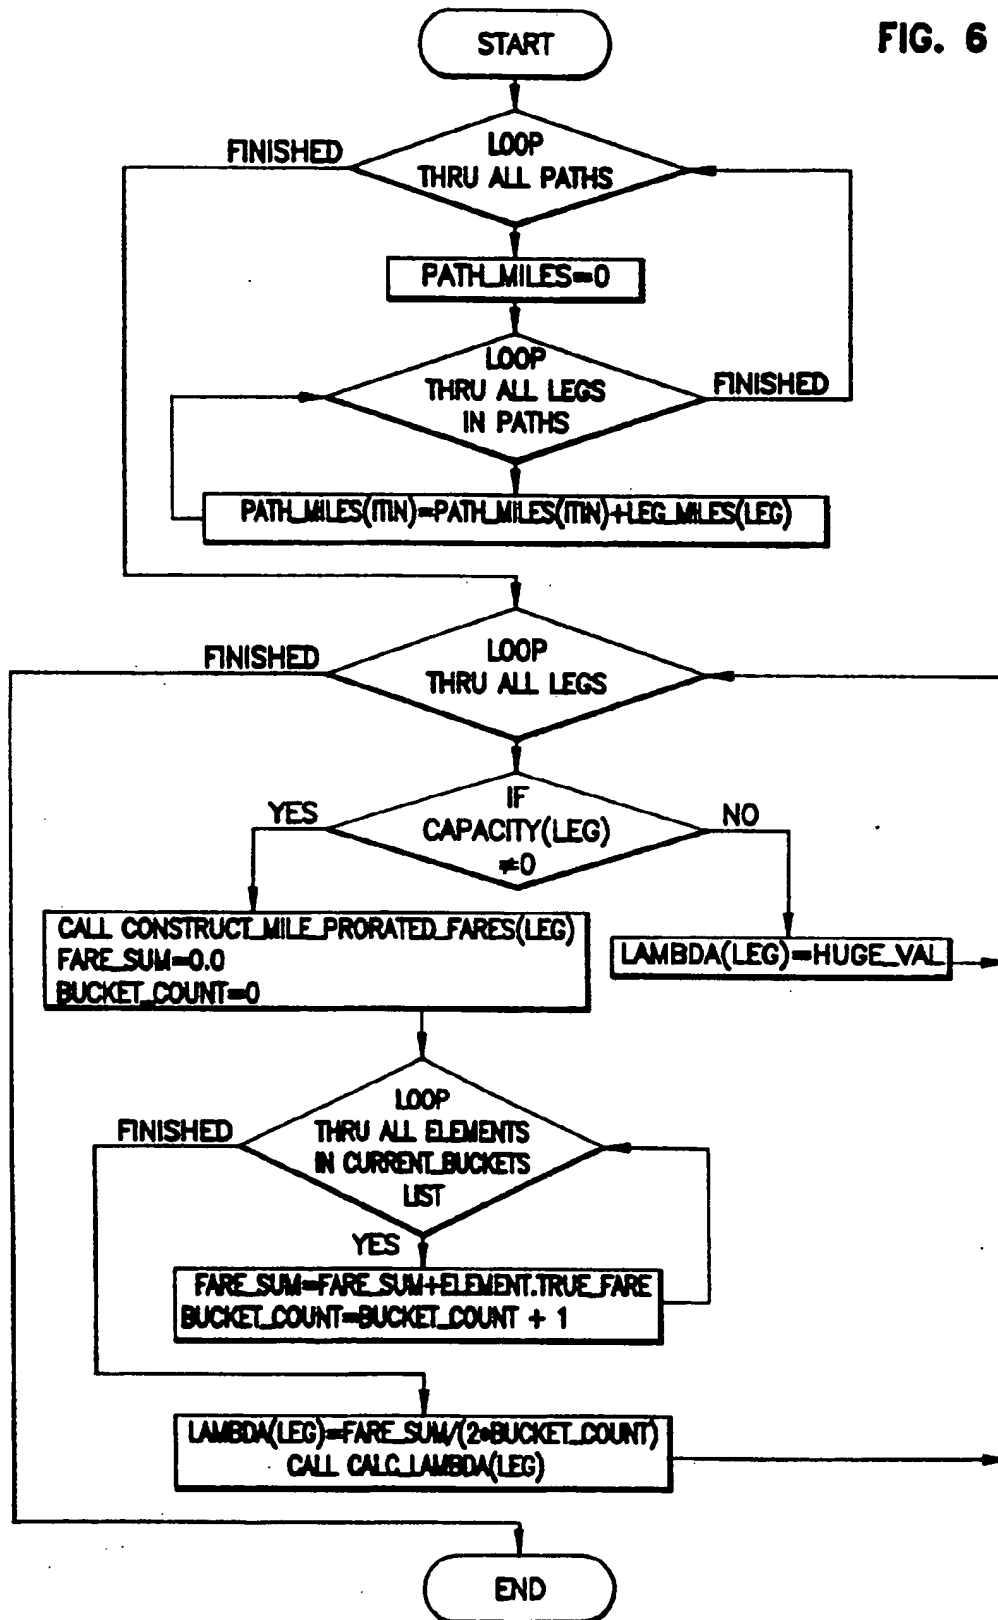 FIG. 6
START
FINISHED
LOOP
THRU ALL PATHS
PATH_MILES=0
LOOP
THRU ALL LEGS
IN PATHS
FINISHED
PATH_MILES(ITIN)=PATH_MILES(ITIN)+LEG_MILES(LEG)
FINISHED
LOOP
THRU ALL LEGS
YES
IF
CAPACITY(LEG)
≠0
NO
CALL CONSTRUCT_MILE_PRORATED_FARES(LEG)
FARE_SUM=0.0
BUCKET_COUNT=0
LAMBDA(LEG)=HUGE_VAL
FINISHED
LOOP
THRU ALL ELEMENTS
IN CURRENT_BUCKETS
LIST
YES
FARE_SUM=FARE_SUM+ELEMENT.TRUE_FARE
BUCKET_COUNT=BUCKET_COUNT + 1
LAMBDA(LEG)=FARE_SUM/(2*BUCKET_COUNT)
CALL CALC_LAMBDA(LEG)
END